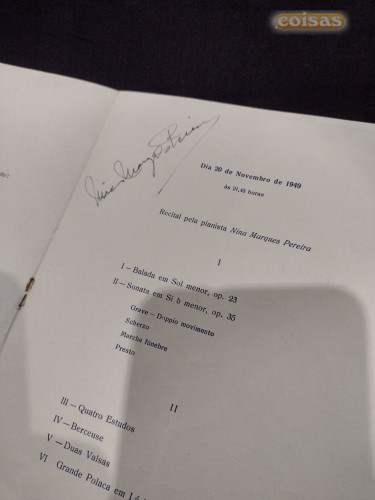 coisas
Nina Marques Pereira
Dia 20 de Novembro de 1949
às 21,45 horas
Recital pela pianista Nina Marques Pereira
I
I — Balada em Sol menor, op. 23
II — Sonata em Si b menor, op. 35
Grave — Doppio movimento
Scherzo
Marcha fúnebre
Presto
II
III — Quatro Estudos
IV — Berceuse
V — Duas Valsas
VI Grande Polaca em Lá